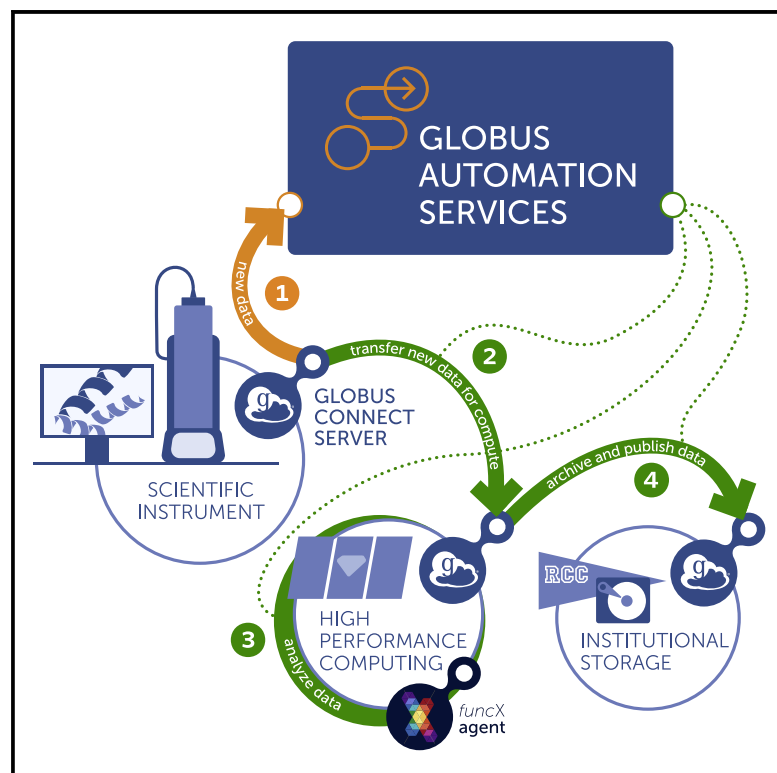 GLOBUS
AUTOMATION
SERVICES
1
new data
transfer new data for compute
2
g
GLOBUS
CONNECT
SERVER
SCIENTIFIC
INSTRUMENT
archive and publish data
4
g
HIGH
PERFORMANCE
COMPUTING
3
analyze data
funcX
agent
RCC
g
INSTITUTIONAL
STORAGE